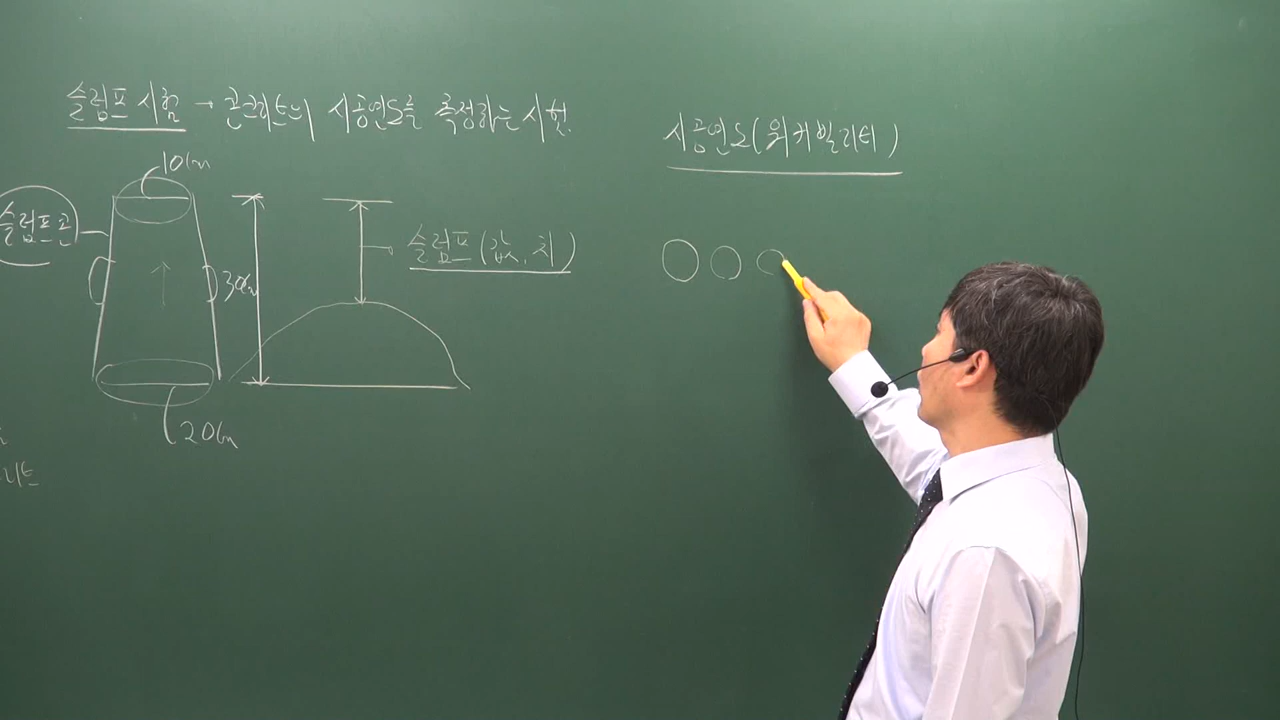 슬럼프 시험 → 콘크리트의 시공연도를 측정하는 시험.
시공연도(워커빌리티)
10cm
슬럼프콘
30cm
슬럼프(값, 치)
20cm